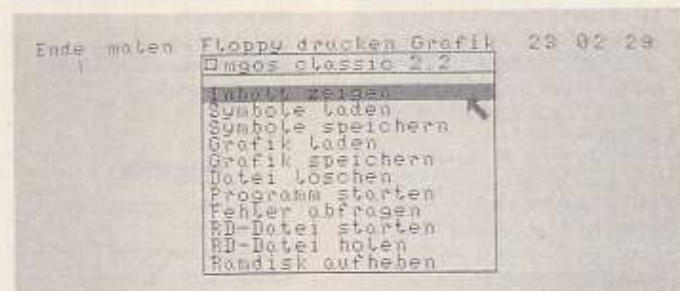 Ende malen Floppy drucken Grafik 23 02 29
mgos classic 2.2
Inhalt zeigen
Symbole laden
Symbole speichern
Grafik laden
Grafik speichern
Datei löschen
Programm starten
Fehler abfragen
RD-Datei starten
RD-Datei holen
Ramdisk aufheben